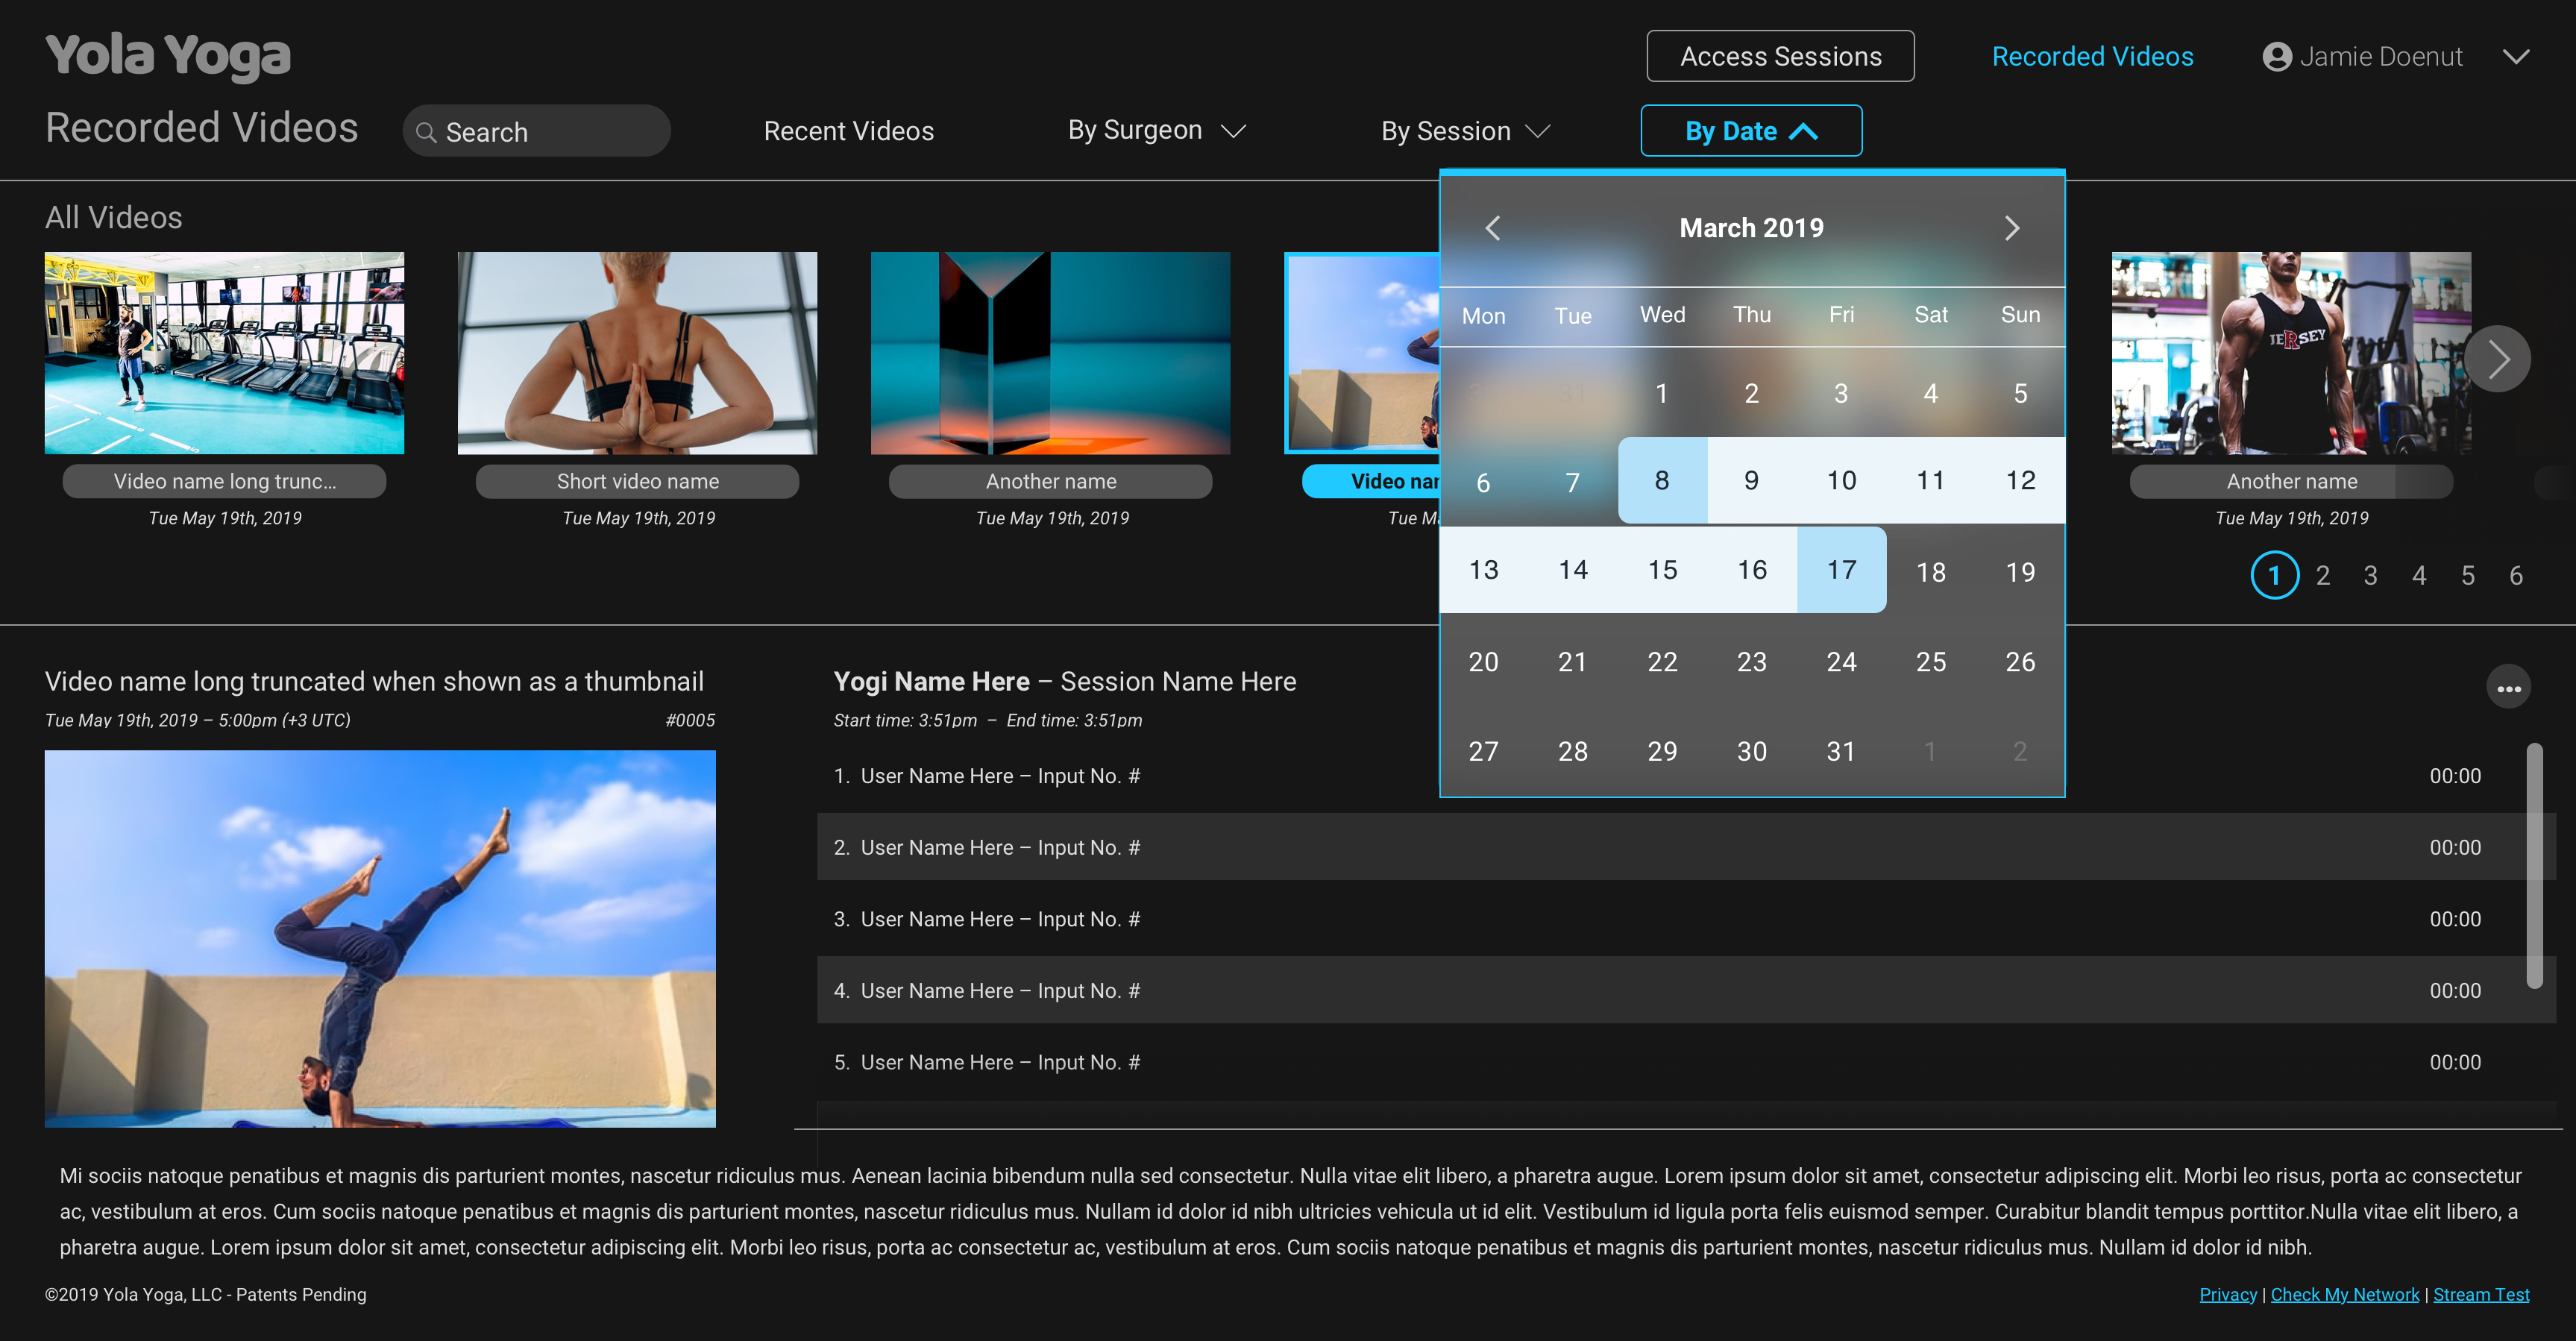 Yola Yoga
Access Sessions
Recorded Videos
Jamie Doenut
Recorded Videos
Search
Recent Videos
By Surgeon
By Session
By Date
All Videos
March 2019
Mon Tue Wed Thu Fri Sat Sun
31 1 2 3 4 5
6 7 8 9 10 11 12
13 14 15 16 17 18 19
20 21 22 23 24 25 26
27 28 29 30 31 1 2
JERSEY
Video name long trunc...
Short video name
Another name
Video
Another name
Tue May 19th, 2019
Tue May 19th, 2019
Tue May 19th, 2019
Tue
Tue May 19th, 2019
1 2 3 4 5 6
Video name long truncated when shown as a thumbnail
Tue May 19th, 2019 – 5:00pm (+3 UTC) #0005
Yogi Name Here – Session Name Here
Start time: 3:51pm – End time: 3:51pm
1. User Name Here – Input No. # 00:00
2. User Name Here – Input No. # 00:00
3. User Name Here – Input No. # 00:00
4. User Name Here – Input No. # 00:00
5. User Name Here – Input No. # 00:00
Mi sociis natoque penatibus et magnis dis parturient montes, nascetur ridiculus mus. Aenean lacinia bibendum nulla sed consectetur. Nulla vitae elit libero, a pharetra augue. Lorem ipsum dolor sit amet, consectetur adipiscing elit. Morbi leo risus, porta ac consectetur
ac, vestibulum at eros. Cum sociis natoque penatibus et magnis dis parturient montes, nascetur ridiculus mus. Nullam id dolor id nibh ultricies vehicula ut id elit. Vestibulum id ligula porta felis euismod semper. Curabitur blandit tempus porttitor.Nulla vitae elit libero, a
pharetra augue. Lorem ipsum dolor sit amet, consectetur adipiscing elit. Morbi leo risus, porta ac consectetur ac, vestibulum at eros. Cum sociis natoque penatibus et magnis dis parturient montes, nascetur ridiculus mus. Nullam id dolor id nibh.
©2019 Yola Yoga, LLC - Patents Pending
Privacy | Check My Network | Stream Test